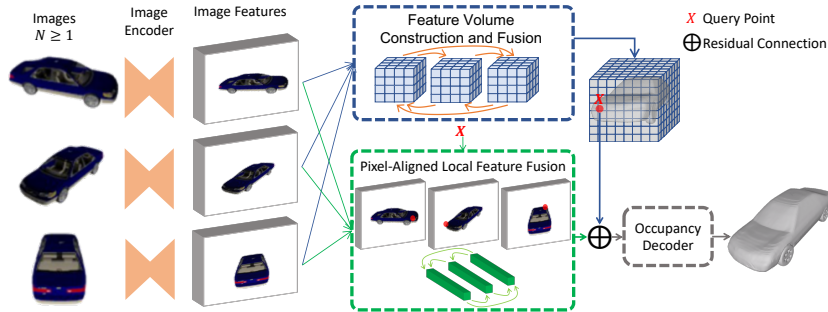 Images
N ≥ 1
Image
Encoder
Image Features
Feature Volume
Construction and Fusion
X Query Point
Residual Connection
X
X
Pixel-Aligned Local Feature Fusion
Occupancy
Decoder